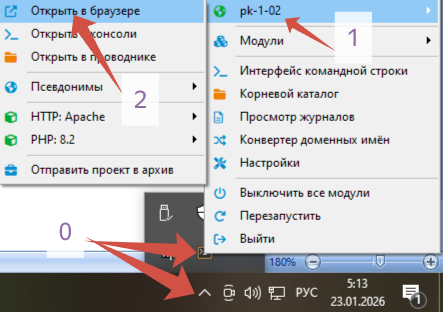 Открыть в браузере
Открыть консоли
Открыть в проводнике
Псевдонимы
HTTP: Apache
PHP: 8.2
Отправить проект в архив
2
pk-1-02
1
Модули
Интерфейс командной строки
Корневой каталог
Просмотр журналов
Конвертер доменных имён
Настройки
Выключить все модули
Перезапустить
Выйти
0
180%
РУС
5:13
23.01.2026
1